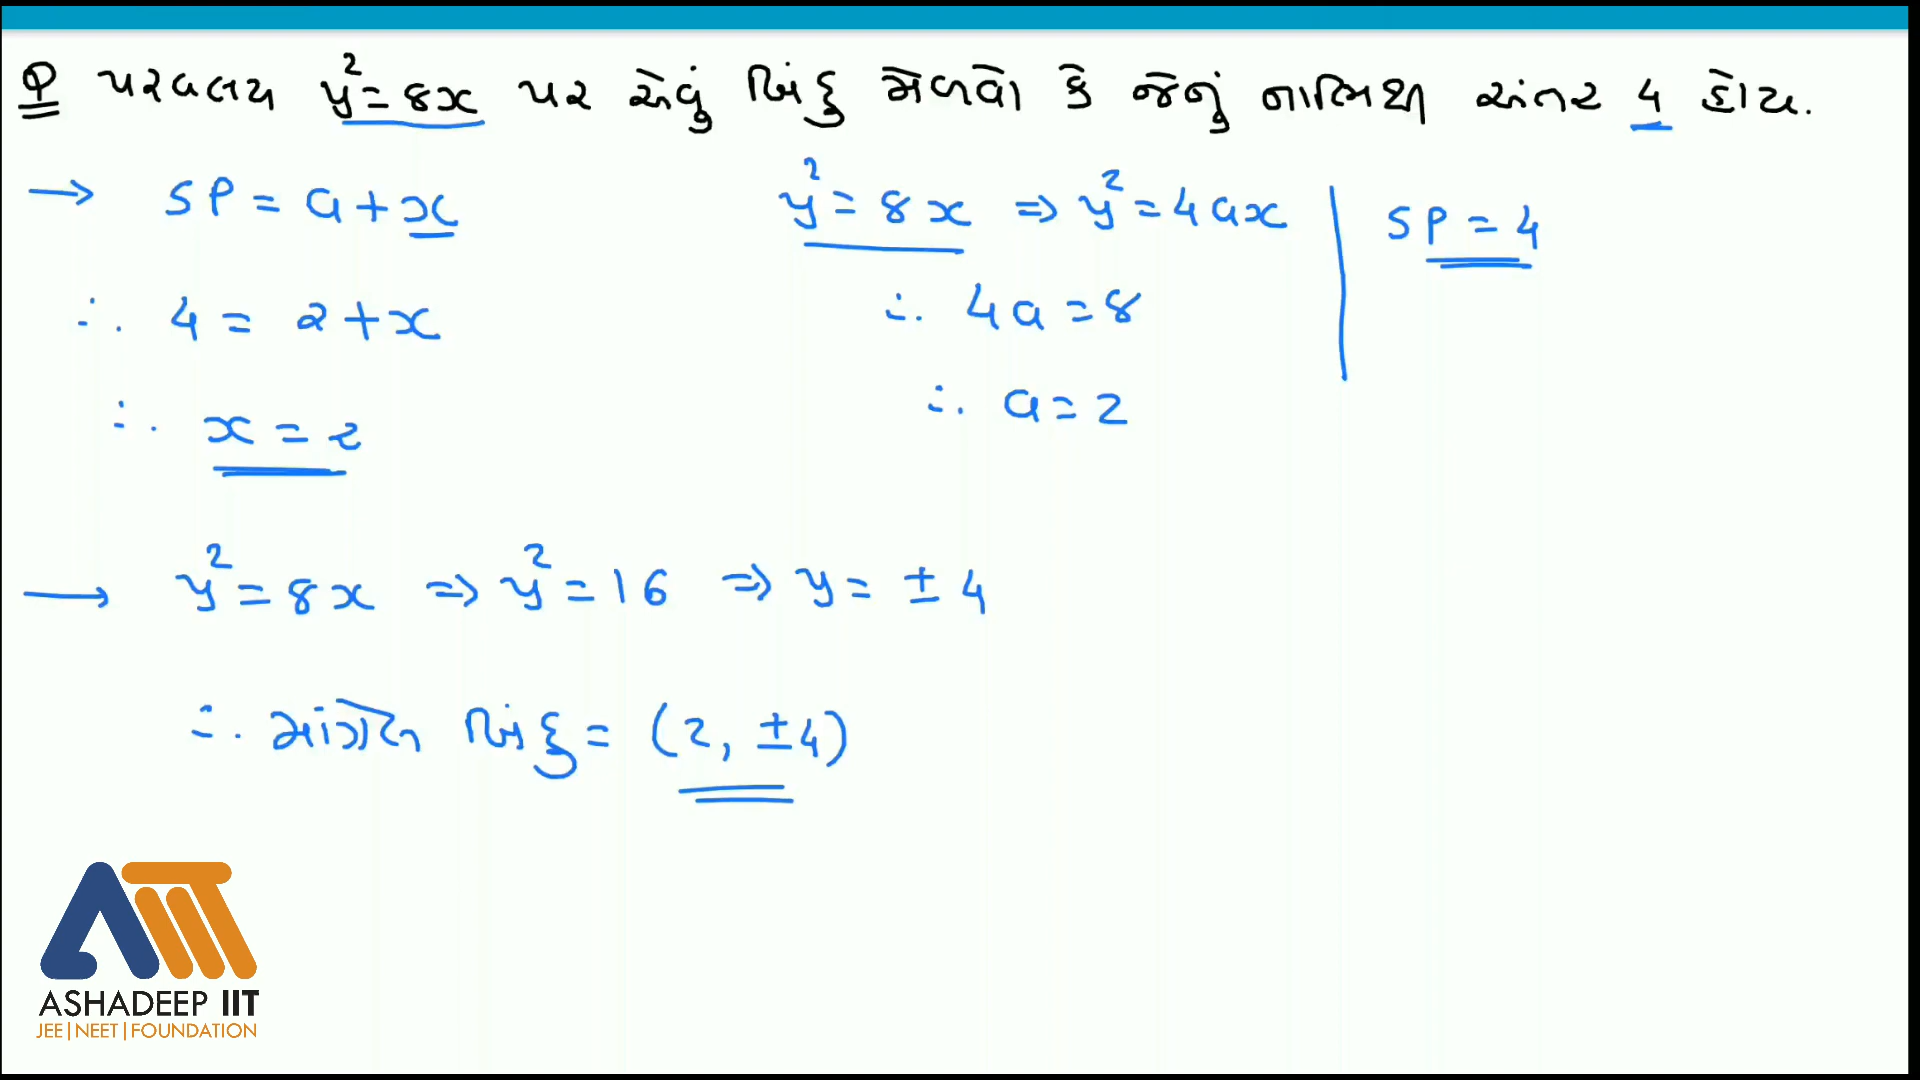 Q પરવલય y² = 8x પર એવું બિંદુ મેળવો કે જેનું નાભિથી અંતર 4 હોય.
→ SP = a + x
∴ 4 = 2 + x
∴ x = 2
y² = 8x ⇒ y² = 4ax
∴ 4a = 8
∴ a = 2
SP = 4
→ y² = 8x ⇒ y² = 16 ⇒ y = ± 4
∴ માંગેલ બિંદુ = (2, ±4)
ASHADEEP IIT
JEE | NEET | FOUNDATION